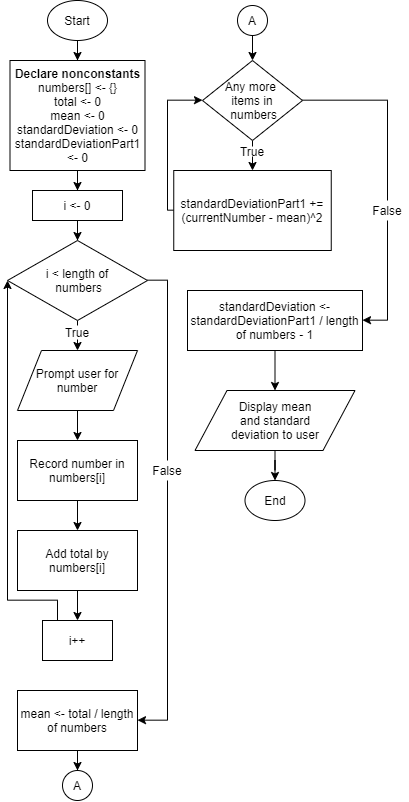 Start
Declare nonconstants
numbers[] <- {}
total <- 0
mean <- 0
standardDeviation <- 0
standardDeviationPart1
<- 0
i <- 0
i < length of
numbers
True
Prompt user for
number
Record number in
numbers[i]
False
Add total by
numbers[i]
i++
mean <- total / length
of numbers
A
A
Any more
items in
numbers
True
standardDeviationPart1 +=
(currentNumber - mean)^2
False
standardDeviation <-
standardDeviationPart1 / length
of numbers - 1
Display mean
and standard
deviation to user
End